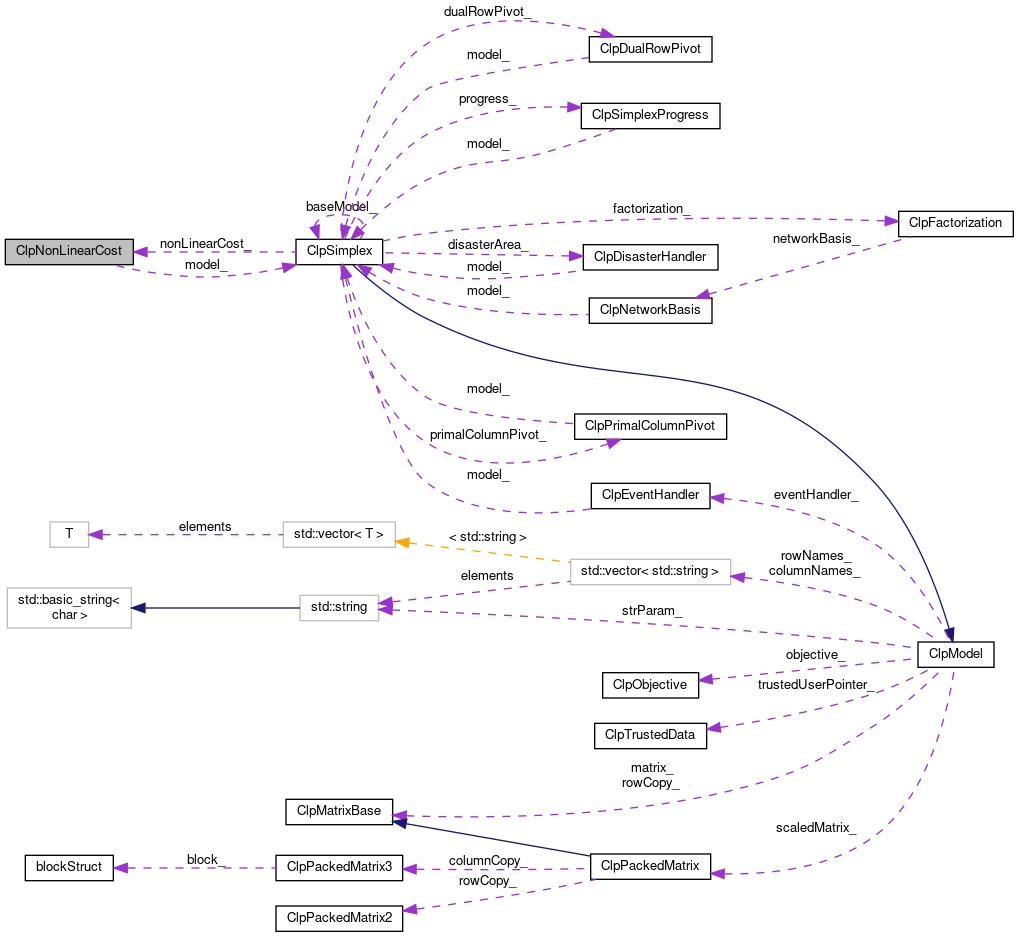 dualRowPivot_
ClpDualRowPivot
model_
progress_
ClpSimplexProgress
model_
baseModel_
factorization_
ClpFactorization
ClpNonLinearCost
nonLinearCost_
ClpSimplex
disasterArea_
networkBasis_
ClpDisasterHandler
model_
model_
model_
ClpNetworkBasis
model_
ClpPrimalColumnPivot
primalColumnPivot_
model_
ClpEventHandler
eventHandler_
T
elements
std::vector< T >
< std::string >
std::vector< std::string >
rowNames_
columnNames_
elements
std::basic_string<
char >
std::string
strParam_
ClpModel
objective_
ClpObjective
trustedUserPointer_
ClpTrustedData
matrix_
rowCopy_
ClpMatrixBase
scaledMatrix_
blockStruct
block_
ClpPackedMatrix3
columnCopy_
ClpPackedMatrix
rowCopy_
ClpPackedMatrix2